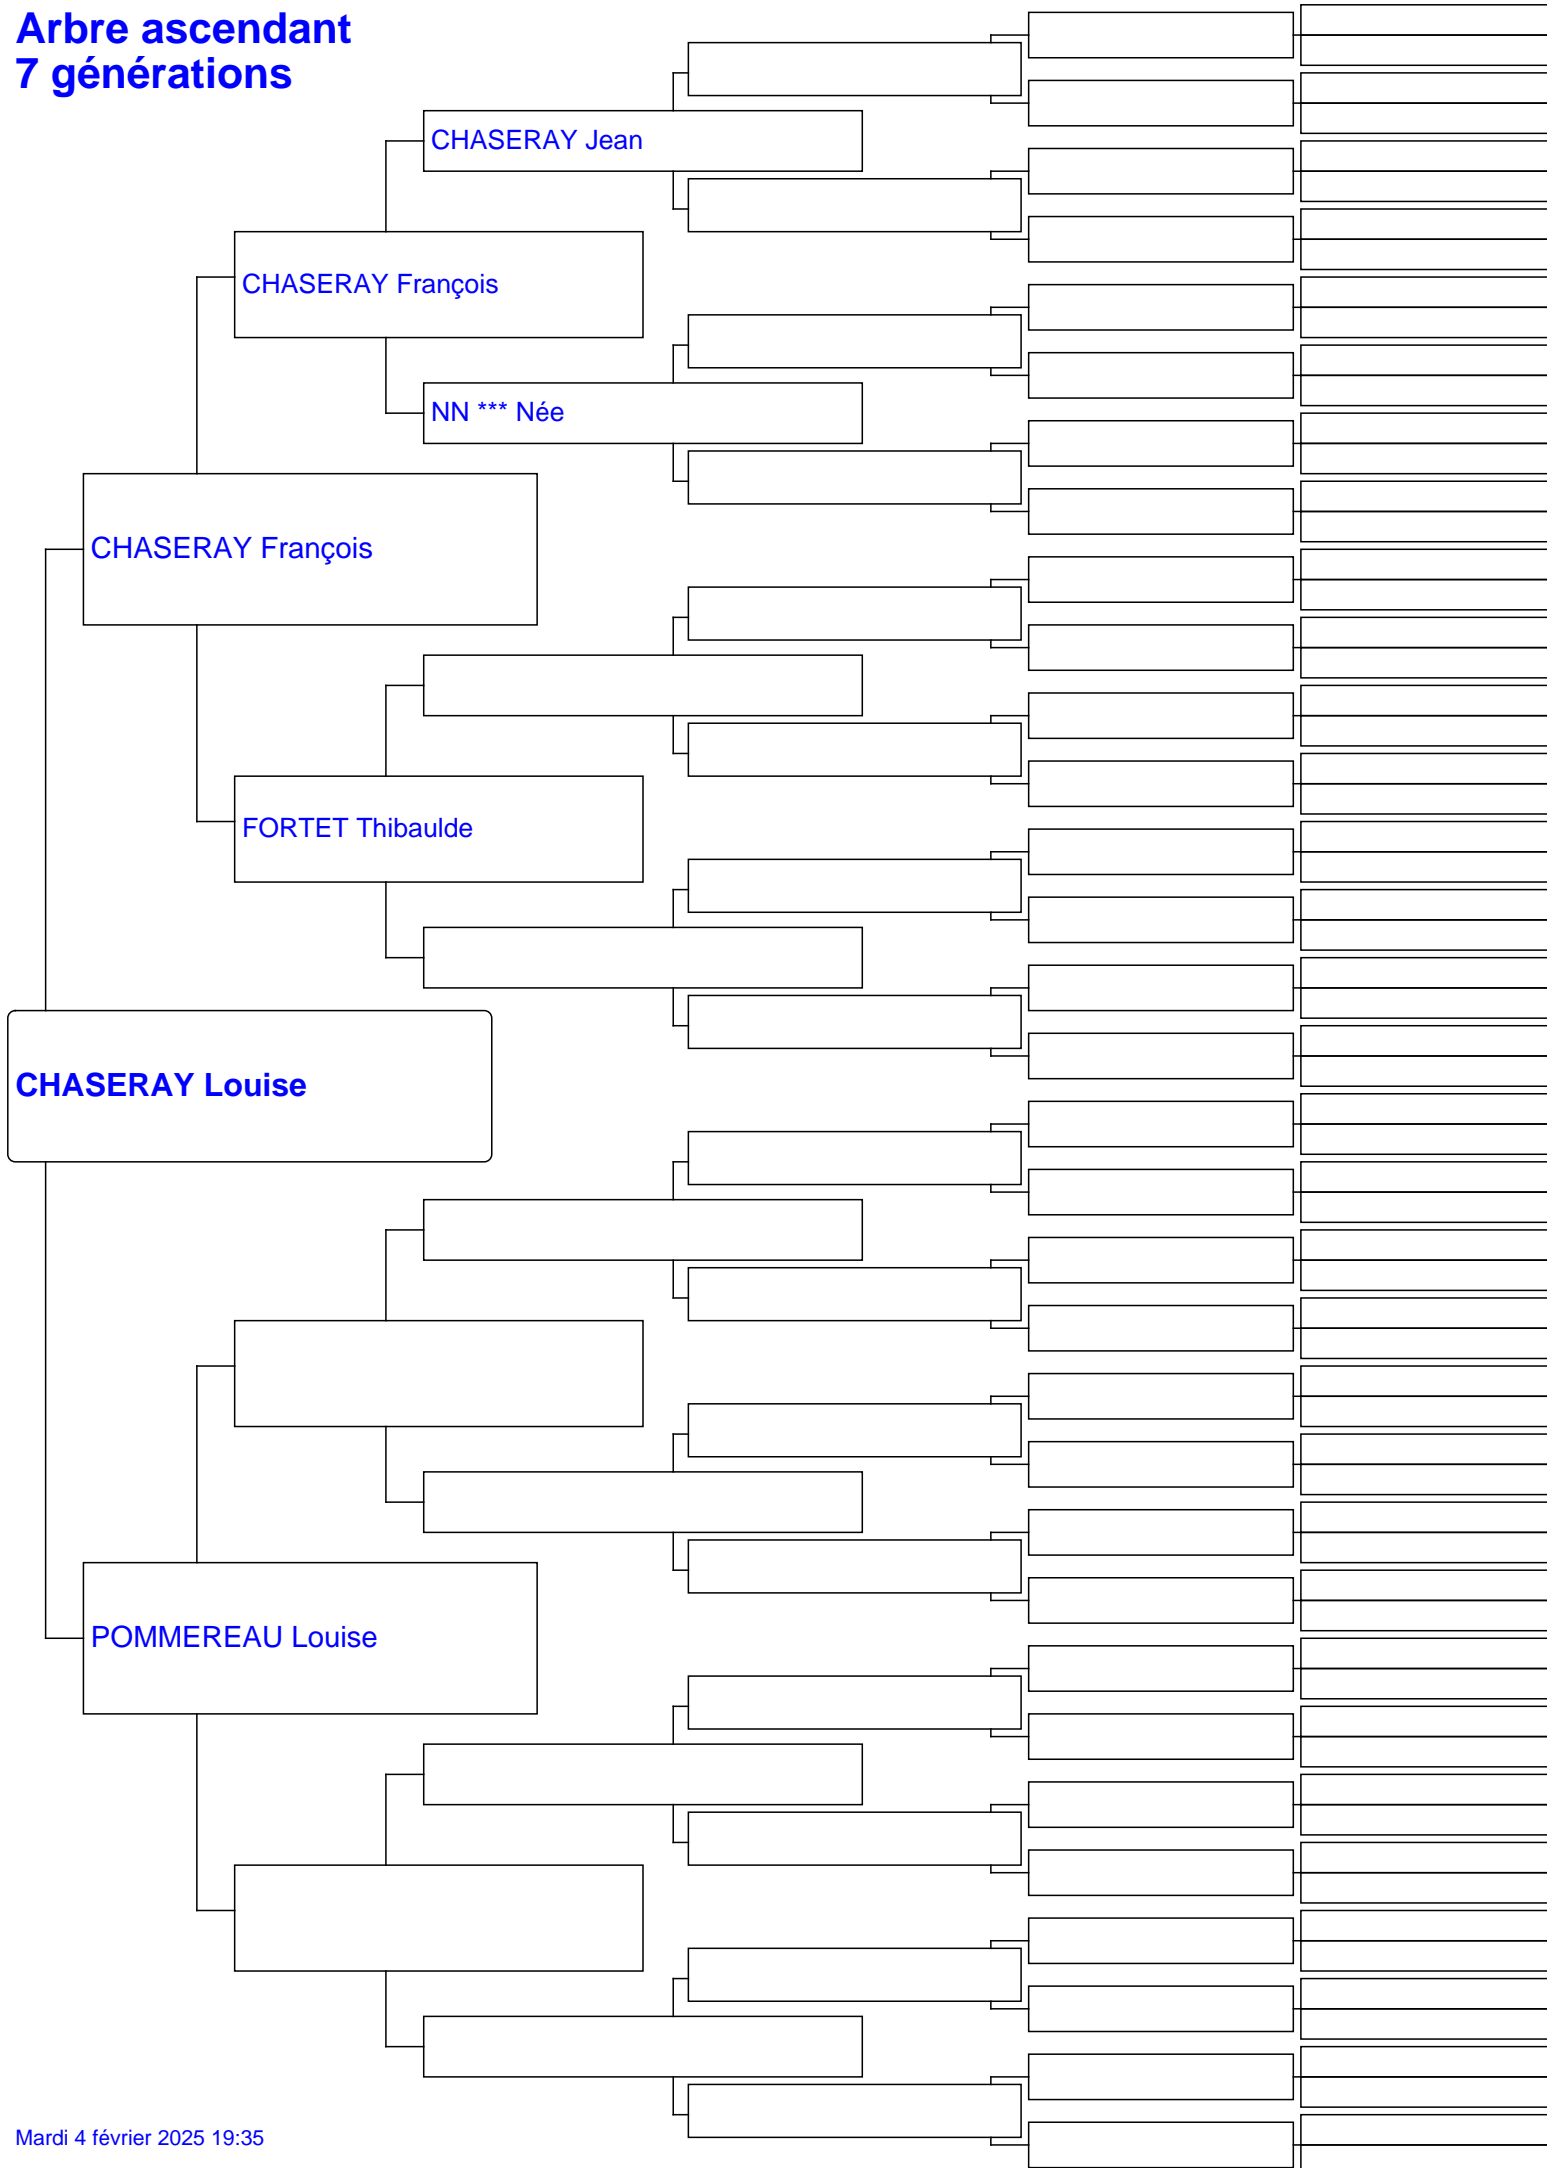 Arbre ascendant
7 générations
CHASERAY Jean
CHASERAY François
NN *** Née
CHASERAY François
FORTET Thibaulde
CHASERAY Louise
POMMEREAU Louise
Mardi 4 février 2025 19:35